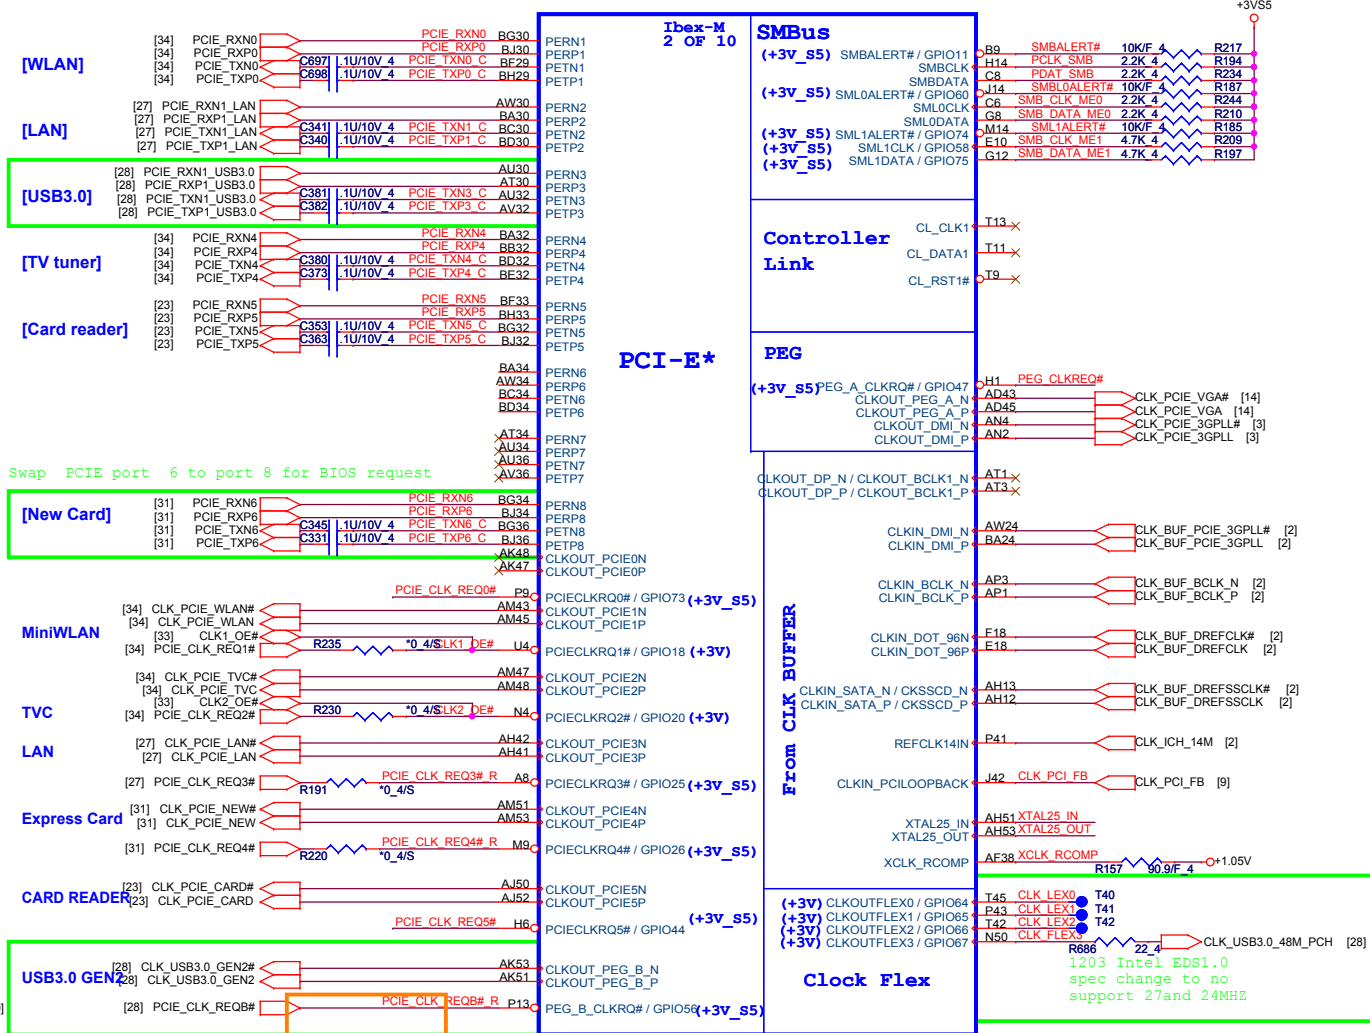 +3VS5
Ibex-M
2 OF 10
[WLAN]
[34] PCIE_RXN0 PCIE_RXN0 BG30 PERN1
[34] PCIE_RXP0 PCIE_RXP0 BJ30 PERP1
[34] PCIE_TXN0 C697 .1U/10V_4 PCIE_TXN0_C BF29 PETN1
[34] PCIE_TXP0 C698 .1U/10V_4 PCIE_TXP0_C BH29 PETP1
[LAN]
[27] PCIE_RXN1_LAN AW30 PERN2
[27] PCIE_RXP1_LAN BA30 PERP2
[27] PCIE_TXN1_LAN C341 .1U/10V_4 PCIE_TXN1_C BC30 PETN2
[27] PCIE_TXP1_LAN C340 .1U/10V_4 PCIE_TXP1_C BD30 PETP2
[USB3.0]
[28] PCIE_RXN1_USB3.0 AU30 PERN3
[28] PCIE_RXP1_USB3.0 AT30 PERP3
[28] PCIE_TXN1_USB3.0 C381 .1U/10V_4 PCIE_TXN3_C AU32 PETN3
[28] PCIE_TXP1_USB3.0 C382 .1U/10V_4 PCIE_TXP3_C AV32 PETP3
[TV tuner]
[34] PCIE_RXN4 PCIE_RXN4 BA32 PERN4
[34] PCIE_RXP4 PCIE_RXP4 BB32 PERP4
[34] PCIE_TXN4 C380 .1U/10V_4 PCIE_TXN4_C BD32 PETN4
[34] PCIE_TXP4 C373 .1U/10V_4 PCIE_TXP4_C BE32 PETP4
[Card reader]
[23] PCIE_RXN5 PCIE_RXN5 BF33 PERN5
[23] PCIE_RXP5 PCIE_RXP5 BH33 PERP5
[23] PCIE_TXN5 C353 .1U/10V_4 PCIE_TXN5_C BG32 PETN5
[23] PCIE_TXP5 C363 .1U/10V_4 PCIE_TXP5_C BJ32 PETP5
PCI-E*
BA34 PERN6
AW34 PERP6
BC34 PETN6
BD34 PETP6
AT34 PERN7
AU34 PERP7
AU36 PETN7
AV36 PETP7
Swap PCIE port 6 to port 8 for BIOS request
[New Card]
[31] PCIE_RXN6 PCIE_RXN6 BG34 PERN8
[31] PCIE_RXP6 PCIE_RXP6 BJ34 PERP8
[31] PCIE_TXN6 C345 .1U/10V_4 PCIE_TXN6_C BG36 PETN8
[31] PCIE_TXP6 C331 .1U/10V_4 PCIE_TXP6_C BJ36 PETP8
AK48 CLKOUT_PCIE0N
AK47 CLKOUT_PCIE0P
PCIE_CLK_REQ0# P9 PCIECLKRQ0# / GPIO73 (+3V_S5)
MiniWLAN
[34] CLK_PCIE_WLAN# AM43 CLKOUT_PCIE1N
[34] CLK_PCIE_WLAN AM45 CLKOUT_PCIE1P
[33] CLK1_OE#
[34] PCIE_CLK_REQ1# R235 *0_4/S CLK1_OE# U4 PCIECLKRQ1# / GPIO18 (+3V)
TVC
[34] CLK_PCIE_TVC# AM47 CLKOUT_PCIE2N
[34] CLK_PCIE_TVC AM48 CLKOUT_PCIE2P
[33] CLK2_OE#
[34] PCIE_CLK_REQ2# R230 *0_4/S CLK2_OE# N4 PCIECLKRQ2# / GPIO20 (+3V)
LAN
[27] CLK_PCIE_LAN# AH42 CLKOUT_PCIE3N
[27] CLK_PCIE_LAN AH41 CLKOUT_PCIE3P
[27] PCIE_CLK_REQ3# R191 *0_4/S PCIE_CLK_REQ3#_R A8 PCIECLKRQ3# / GPIO25 (+3V_S5)
Express Card
[31] CLK_PCIE_NEW# AM51 CLKOUT_PCIE4N
[31] CLK_PCIE_NEW AM53 CLKOUT_PCIE4P
[31] PCIE_CLK_REQ4# R220 *0_4/S PCIE_CLK_REQ4#_R M9 PCIECLKRQ4# / GPIO26 (+3V_S5)
CARD READER
[23] CLK_PCIE_CARD# AJ50 CLKOUT_PCIE5N
[23] CLK_PCIE_CARD AJ52 CLKOUT_PCIE5P
PCIE_CLK_REQ5# H6 PCIECLKRQ5# / GPIO44 (+3V_S5)
USB3.0 GEN2
[28] CLK_USB3.0_GEN2# AK53 CLKOUT_PEG_B_N
[28] CLK_USB3.0_GEN2 AK51 CLKOUT_PEG_B_P
[28] PCIE_CLK_REQB# PCIE_CLK_REQB#_R P13 PEG_B_CLKRQ# / GPIO56 (+3V_S5)
SMBus
(+3V_S5) SMBALERT# / GPIO11 B9 SMBALERT# 10K/F_4 R217
SMBCLK H14 PCLK_SMB 2.2K_4 R194
SMBDATA C8 PDAT_SMB 2.2K_4 R234
(+3V_S5) SML0ALERT# / GPIO60 J14 SMBL0ALERT# 10K/F_4 R187
SML0CLK C6 SMB_CLK_ME0 2.2K_4 R244
SML0DATA G8 SMB_DATA_ME0 2.2K_4 R210
(+3V_S5) SML1ALERT# / GPIO74 M14 SML1ALERT# 10K/F_4 R185
(+3V_S5) SML1CLK / GPIO58 E10 SMB_CLK_ME1 4.7K_4 R209
(+3V_S5) SML1DATA / GPIO75 G12 SMB_DATA_ME1 4.7K_4 R197
Controller
Link
CL_CLK1 T13
CL_DATA1 T11
CL_RST1# T9
PEG
(+3V_S5) PEG_A_CLKRQ# / GPIO47 H1 PEG_CLKREQ#
CLKOUT_PEG_A_N AD43 CLK_PCIE_VGA# [14]
CLKOUT_PEG_A_P AD45 CLK_PCIE_VGA [14]
CLKOUT_DMI_N AN4 CLK_PCIE_3GPLL# [3]
CLKOUT_DMI_P AN2 CLK_PCIE_3GPLL [3]
From CLK BUFFER
CLKOUT_DP_N / CLKOUT_BCLK1_N AT1
CLKOUT_DP_P / CLKOUT_BCLK1_P AT3
CLKIN_DMI_N AW24 CLK_BUF_PCIE_3GPLL# [2]
CLKIN_DMI_P BA24 CLK_BUF_PCIE_3GPLL [2]
CLKIN_BCLK_N AP3 CLK_BUF_BCLK_N [2]
CLKIN_BCLK_P AP1 CLK_BUF_BCLK_P [2]
CLKIN_DOT_96N F18 CLK_BUF_DREFCLK# [2]
CLKIN_DOT_96P E18 CLK_BUF_DREFCLK [2]
CLKIN_SATA_N / CKSSCD_N AH13 CLK_BUF_DREFSSCLK# [2]
CLKIN_SATA_P / CKSSCD_P AH12 CLK_BUF_DREFSSCLK [2]
REFCLK14IN P41 CLK_ICH_14M [2]
CLKIN_PCILOOPBACK J42 CLK_PCI_FB CLK_PCI_FB [9]
XTAL25_IN AH51 XTAL25_IN
XTAL25_OUT AH53 XTAL25_OUT
XCLK_RCOMP AF38 XCLK_RCOMP R157 90.9/F_4 +1.05V
(+3V) CLKOUTFLEX0 / GPIO64 T45 CLK_LEX0 T40
(+3V) CLKOUTFLEX1 / GPIO65 P43 CLK_LEX1 T41
(+3V) CLKOUTFLEX2 / GPIO66 T42 CLK_LEX2 T42
(+3V) CLKOUTFLEX3 / GPIO67 N50 CLK_FLEX3 R686 22_4 CLK_USB3.0_48M_PCH [28]
Clock Flex
1203 Intel EDS1.0
spec change to no
support 27and 24MHZ